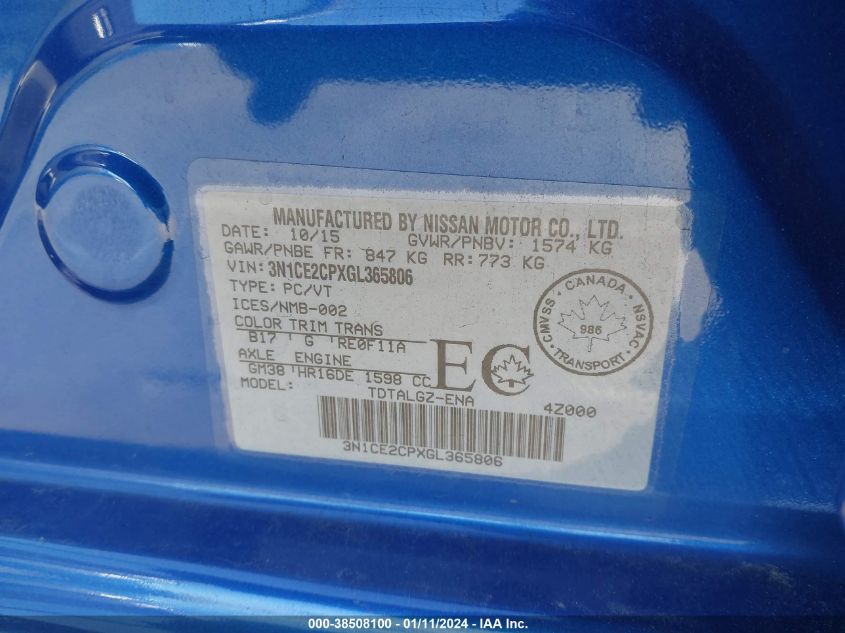 MANUFACTURED BY NISSAN MOTOR CO., LTD.
DATE: 10/15 GVWR/PNBV: 1574 KG
GAWR/PNBE FR: 847 KG RR: 773 KG
VIN: 3N1CE2CPXGL365806
TYPE: PC/VT
ICES/NMB-002
COLOR TRIM TRANS
B17 G RE0F11A
AXLE ENGINE
GM38 HR16DE 1598 CC
MODEL: TDTALGZ-ENA 4Z000
EC
CANADA
CMVSS 986 NSVAC
TRANSPORT
3N1CE2CPXGL365806
000-38508100 - 01/11/2024 - IAA Inc.